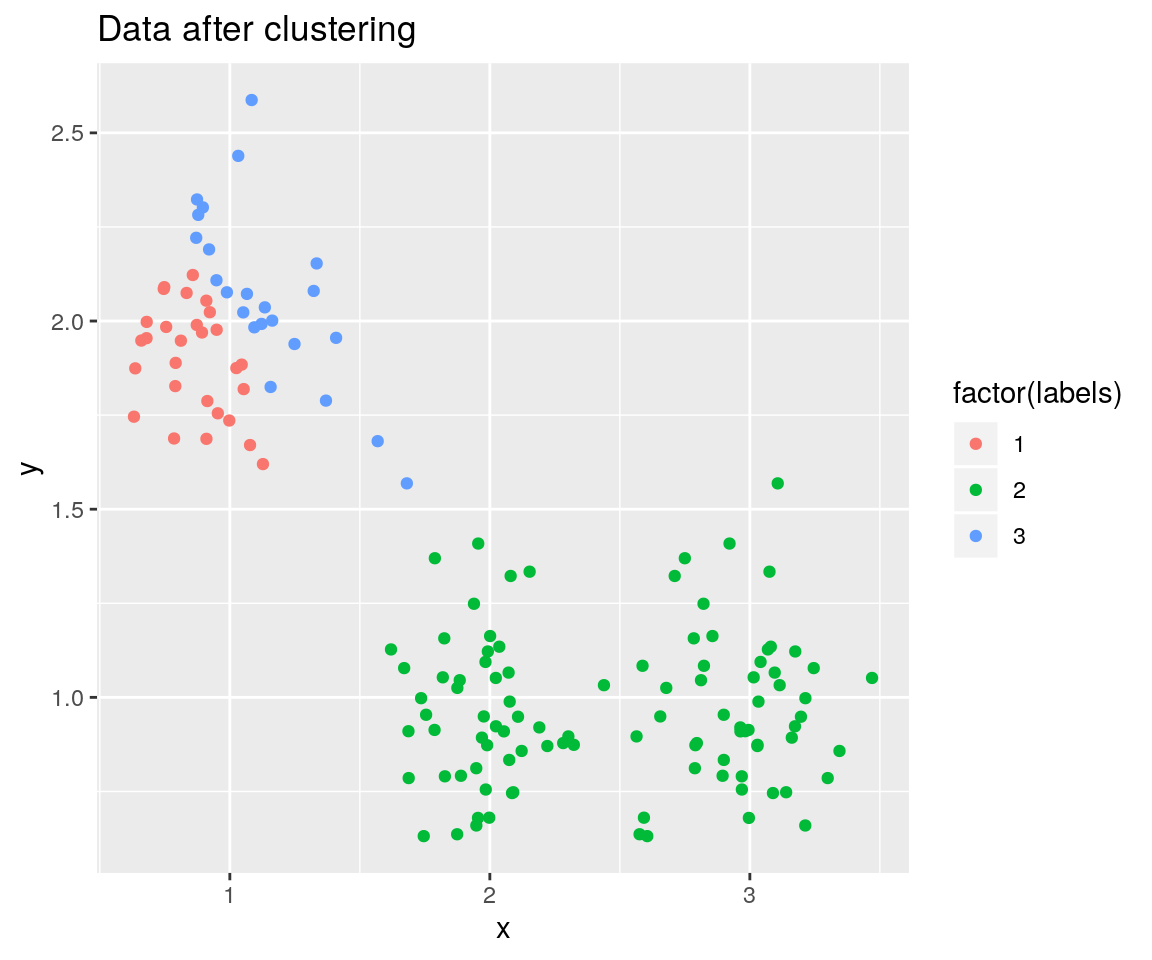 Data after clustering
2.5
2.0
1.5
1.0
y
1
2
3
x
factor(labels)
1
2
3